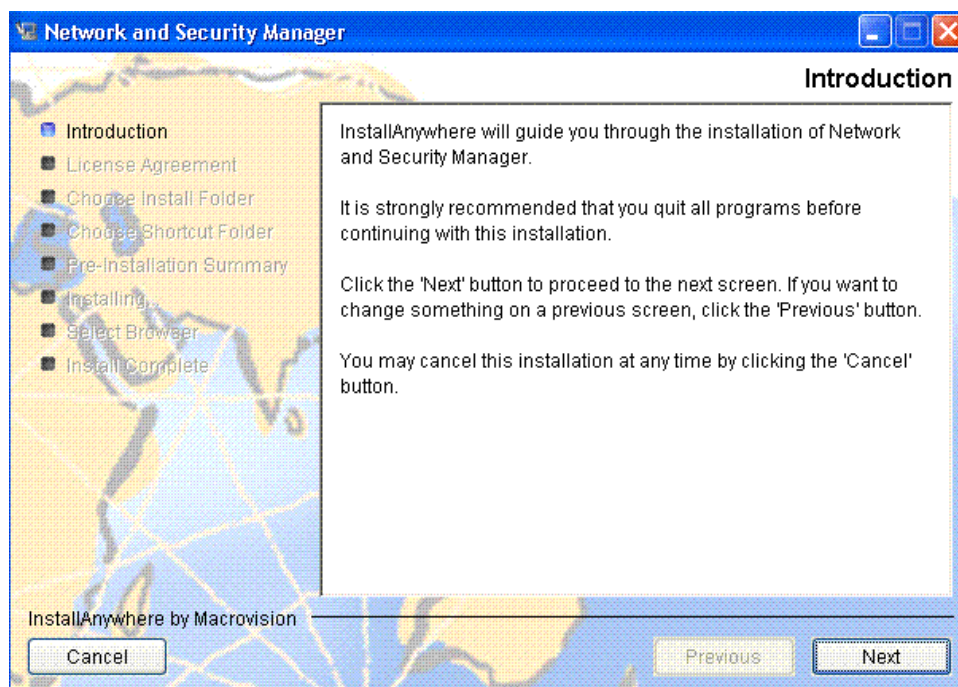 Network and Security Manager
Introduction
Introduction
License Agreement
Choose Install Folder
Choose Shortcut Folder
Pre-Installation Summary
Installing...
Select Browser
Install Complete
InstallAnywhere will guide you through the installation of Network
and Security Manager.
It is strongly recommended that you quit all programs before
continuing with this installation.
Click the 'Next' button to proceed to the next screen. If you want to
change something on a previous screen, click the 'Previous' button.
You may cancel this installation at any time by clicking the 'Cancel'
button.
InstallAnywhere by Macrovision
Cancel
Previous
Next